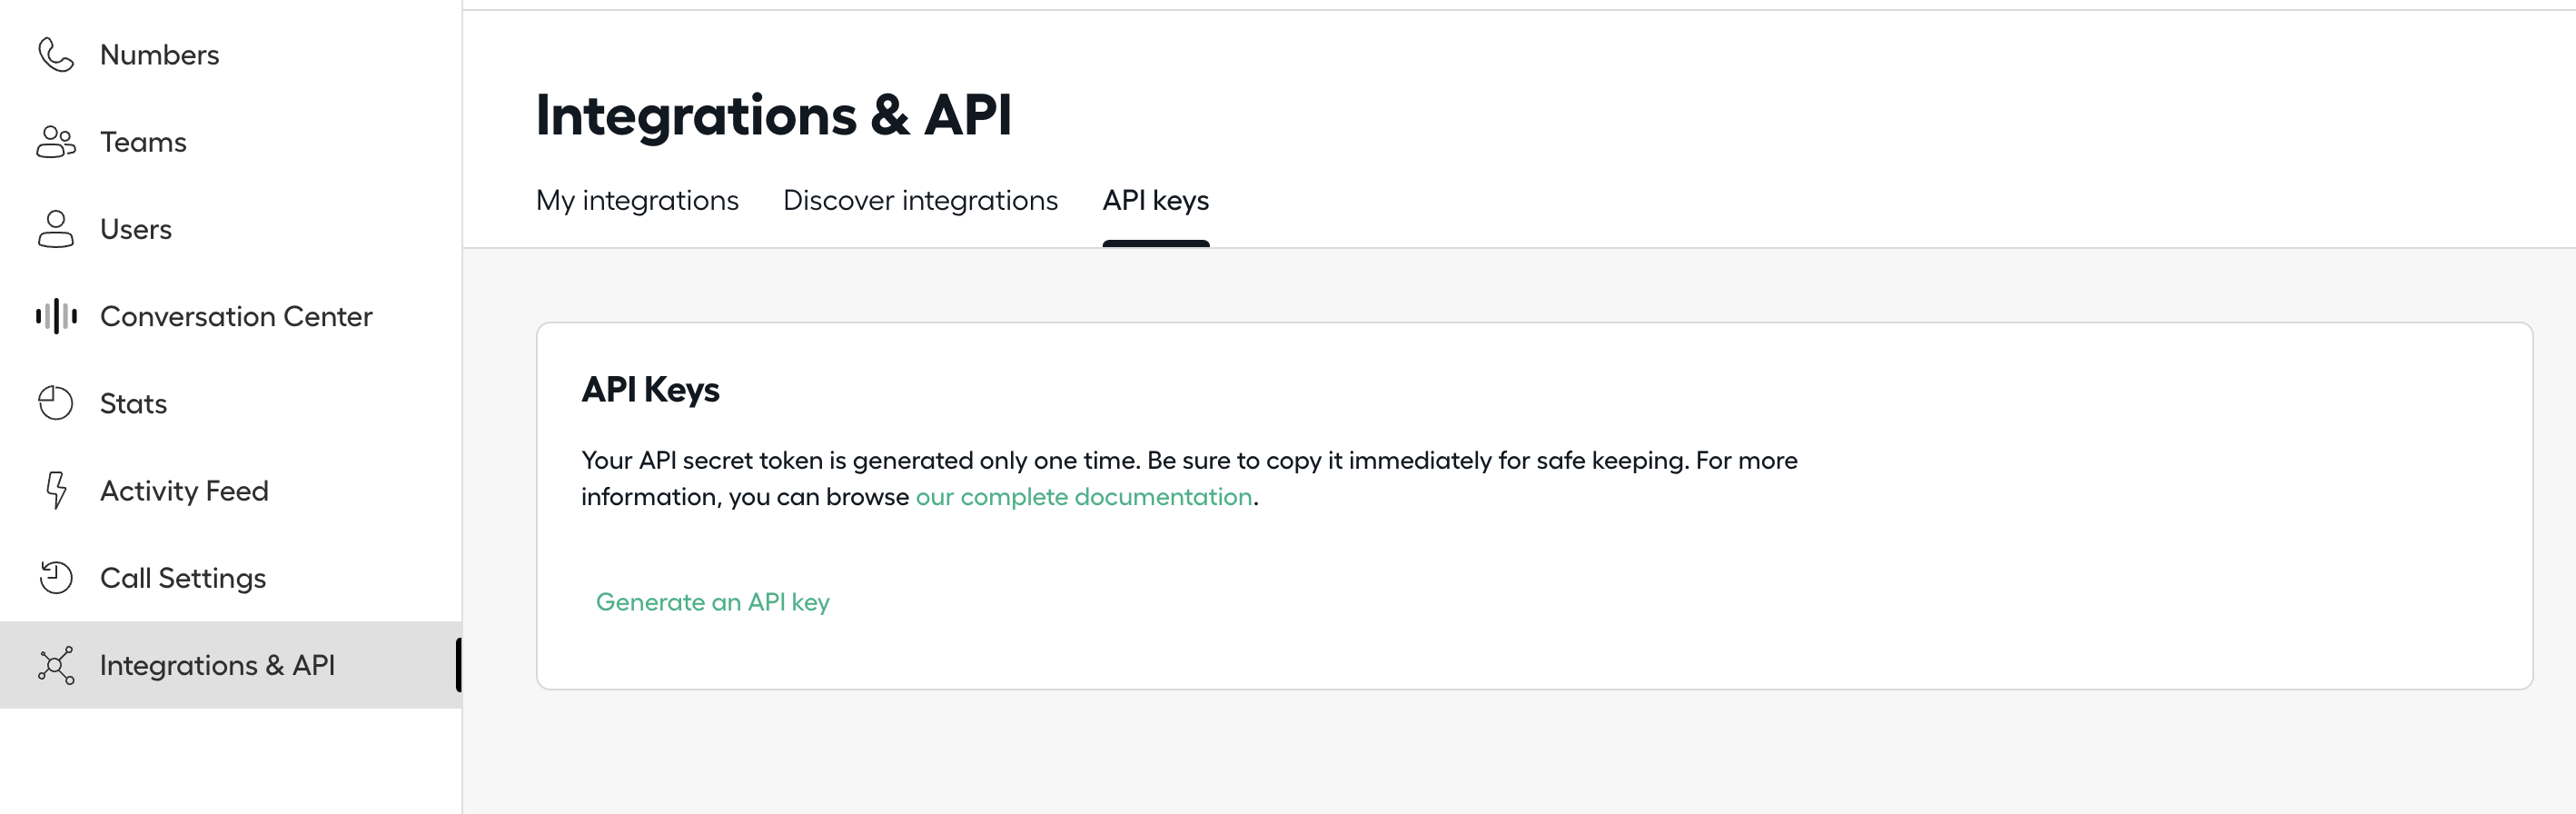 Numbers
Teams
Users
Conversation Center
Stats
Activity Feed
Call Settings
Integrations & API
Integrations & API
My integrations Discover integrations API keys
API Keys
Your API secret token is generated only one time. Be sure to copy it immediately for safe keeping. For more
information, you can browse our complete documentation.
Generate an API key